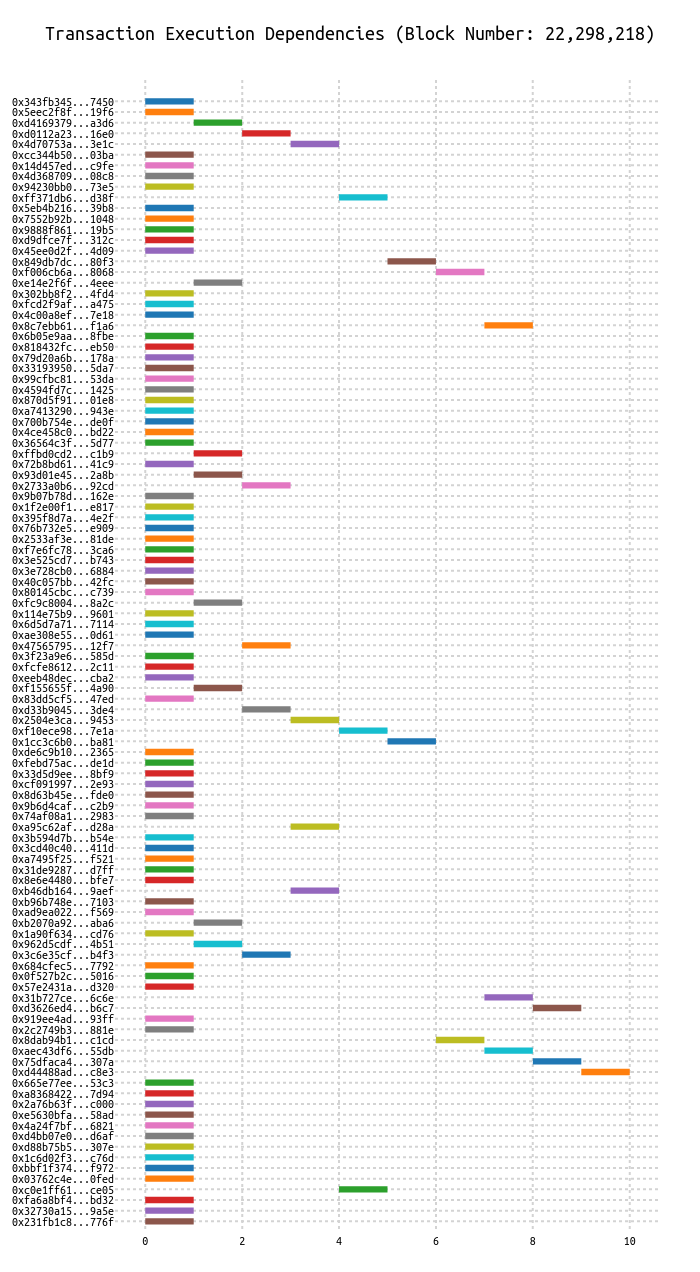 Transaction Execution Dependencies (Block Number: 22,298,218)
0x343fb345...7450
0x5eec2f8f...19f6
0xd4169379...a3d6
0xd0112a23...16e0
0x4d70753a...3e1c
0xcc344b50...03ba
0x14d457ed...c9fe
0x4d368709...08c8
0x94230bb0...73e5
0xff371db6...d38f
0x5eb4b216...39b8
0x7552b92b...1048
0x9888f861...19b5
0xd9dfce7f...312c
0x45ee0d2f...4d09
0x849db7dc...80f3
0xf006cb6a...8068
0xe14e2f6f...4eee
0x302bb8f2...4fd4
0xfcd2f9af...a475
0x4c00a8ef...7e18
0x8c7ebb61...f1a6
0x6b05e9aa...8fbe
0x818432fc...eb50
0x79d20a6b...178a
0x33193950...5da7
0x99cfbc81...53da
0x4594fd7c...1425
0x870d5f91...01e8
0xa7413290...943e
0x700b754e...de0f
0x4ce458c0...bd22
0x36564c3f...5d77
0xffbd0cd2...c1b9
0x72b8bd61...41c9
0x93d01e45...2a8b
0x2733a0b6...92cd
0x9b07b78d...162e
0x1f2e00f1...e817
0x395f8d7a...4e2f
0x76b732e5...e909
0x2533af3e...81de
0xf7e6fc78...3ca6
0x3e525cd7...b743
0x3e728cb0...6884
0x40c057bb...42fc
0x80145cbc...c739
0xfc9c8004...8a2c
0x114e75b9...9601
0x6d5d7a71...7114
0xae308e55...0d61
0x47565795...12f7
0x3f23a9e6...585d
0xfcfe8612...2c11
0xeeb48dec...cba2
0xf155655f...4a90
0x83dd5cf5...47ed
0xd33b9045...3de4
0x2504e3ca...9453
0xf10ece98...7e1a
0x1cc3c6b0...ba81
0xde6c9b10...2365
0xfebd75ac...de1d
0x33d5d9ee...8bf9
0xcf091997...2e93
0x8d63b45e...fde0
0x9b6d4caf...c2b9
0x74af08a1...2983
0xa95c62af...d28a
0x3b594d7b...b54e
0x3cd40c40...411d
0xa7495f25...f521
0x31de9287...d7ff
0x8e6e4480...bfe7
0xb46db164...9aef
0xb96b748e...7103
0xad9ea022...f569
0xb2070a92...aba6
0x1a90f634...cd76
0x962d5cdf...4b51
0x3c6e35cf...b4f3
0x684cfec5...7792
0x0f527b2c...5016
0x57e2431a...d320
0x31b727ce...6c6e
0xd3626ed4...b6c7
0x919ee4ad...93ff
0x2c2749b3...881e
0x8dab94b1...c1cd
0xaec43df6...55db
0x75dfaca4...307a
0xd44488ad...c8e3
0x665e77ee...53c3
0xa8368422...7d94
0x2a76b63f...c000
0xe5630bfa...58ad
0x4a24f7bf...6821
0xd4bb07e0...d6af
0xd88b75b5...307e
0x1c6d02f3...c76d
0xbbf1f374...f972
0x03762c4e...0fed
0xc0e1ff61...ce05
0xfa6a8bf4...bd32
0x32730a15...9a5e
0x231fb1c8...776f
0 2 4 6 8 10